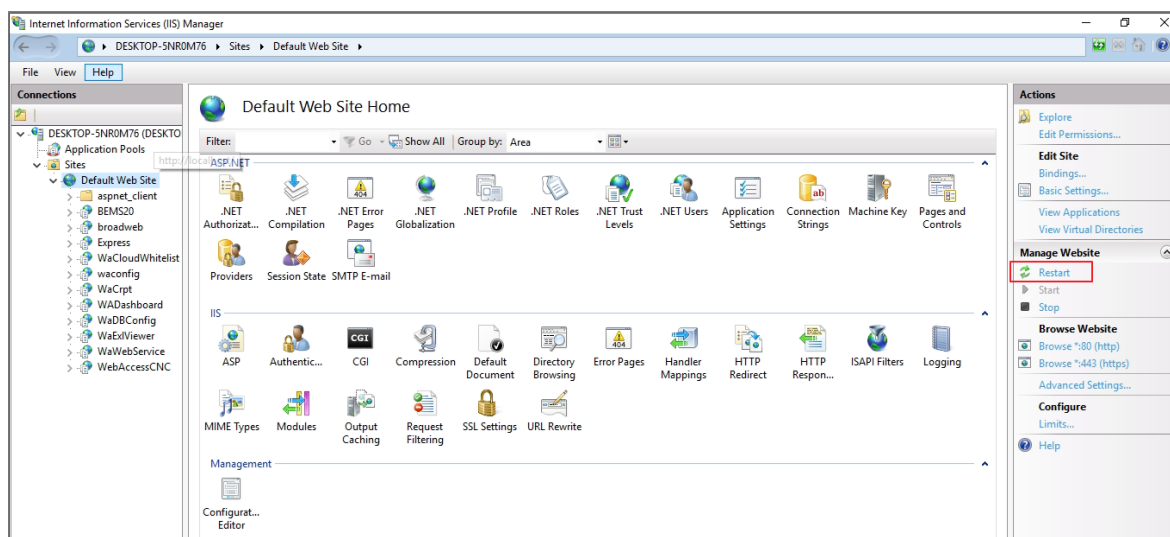 Internet Information Services (IIS) Manager
DESKTOP-5NR0M76 Sites Default Web Site
File View Help
Connections
DESKTOP-5NR0M76 (DESKTO
Application Pools
Sites
http://local
Default Web Site
aspnet_client
BEMS20
broadweb
Express
WaCloudWhitelist
waconfig
WaCrpt
WADashboard
WaDBConfig
WaExlViewer
WaWebService
WebAccessCNC
Default Web Site Home
Filter: Go Show All Group by: Area
ASP.NET
.NET Authorizat...
.NET Compilation
.NET Error Pages
.NET Globalization
.NET Profile
.NET Roles
.NET Trust Levels
.NET Users
Application Settings
Connection Strings
Machine Key
Pages and Controls
Providers
Session State
SMTP E-mail
IIS
ASP
Authentic...
CGI
Compression
Default Document
Directory Browsing
Error Pages
Handler Mappings
HTTP Redirect
HTTP Respon...
ISAPI Filters
Logging
MIME Types
Modules
Output Caching
Request Filtering
SSL Settings
URL Rewrite
Management
Configurat... Editor
Actions
Explore
Edit Permissions...
Edit Site
Bindings...
Basic Settings...
View Applications
View Virtual Directories
Manage Website
Restart
Start
Stop
Browse Website
Browse *:80 (http)
Browse *:443 (https)
Advanced Settings...
Configure
Limits...
Help